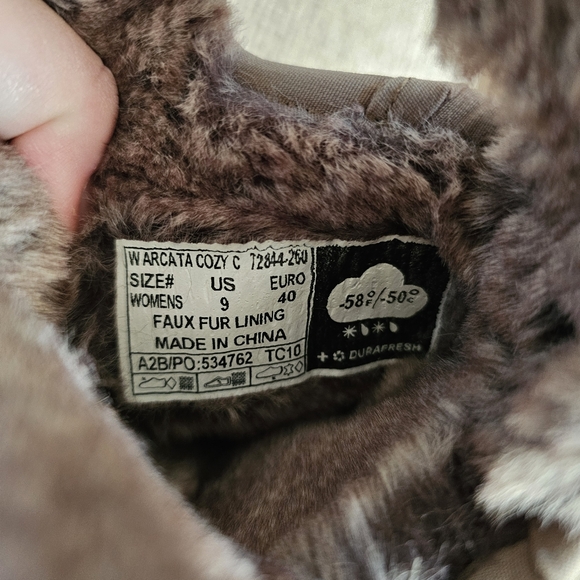 W ARCATA COZY C 72844-260
SIZE# US EURO
WOMENS 9 40
FAUX FUR LINING
MADE IN CHINA
A2B/PO:534762 TC10
-58°F/-50°C
DURAFRESH